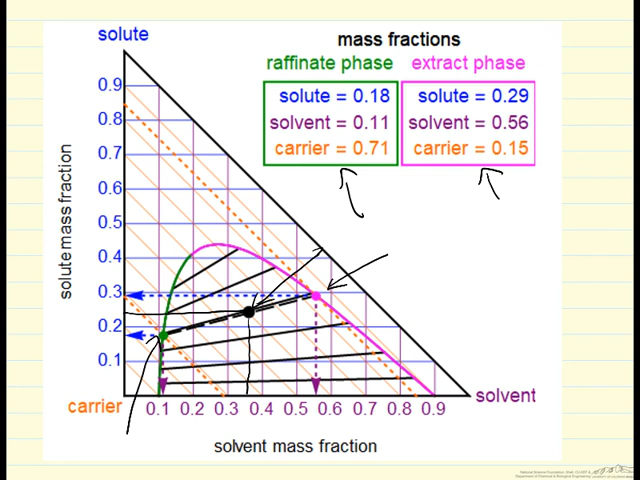 solute
mass fractions
raffinate phase
extract phase
solute = 0.18
solvent = 0.11
carrier = 0.71
solute = 0.29
solvent = 0.56
carrier = 0.15
solute mass fraction
0.9
0.8
0.7
0.6
0.5
0.4
0.3
0.2
0.1
carrier
0.1 0.2 0.3 0.4 0.5 0.6 0.7 0.8 0.9
solvent
solvent mass fraction